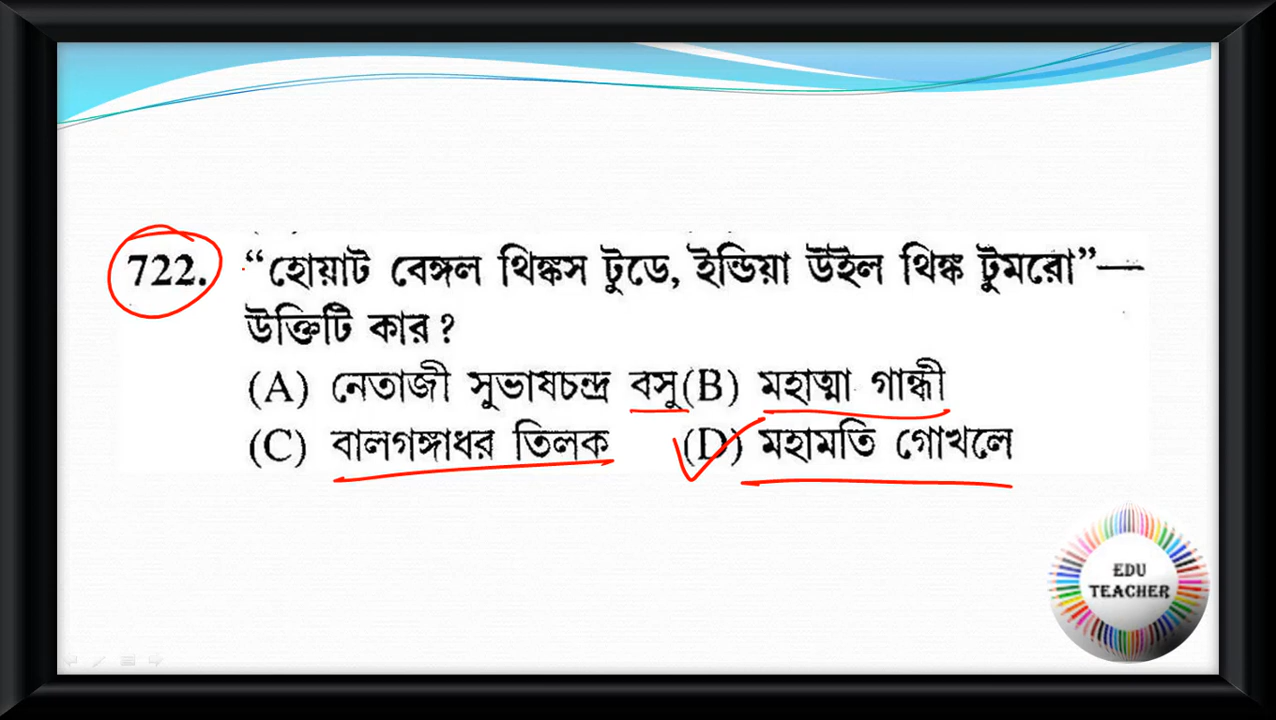 722. “হোয়াট বেঙ্গল থিঙ্কস টুডে, ইন্ডিয়া উইল থিঙ্ক টুমরো”—
উক্তিটি কার?
(A) নেতাজী সুভাষচন্দ্র বসু (B) মহাত্মা গান্ধী
(C) বালগঙ্গাধর তিলক (D) মহামতি গোখলে
EDU
TEACHER